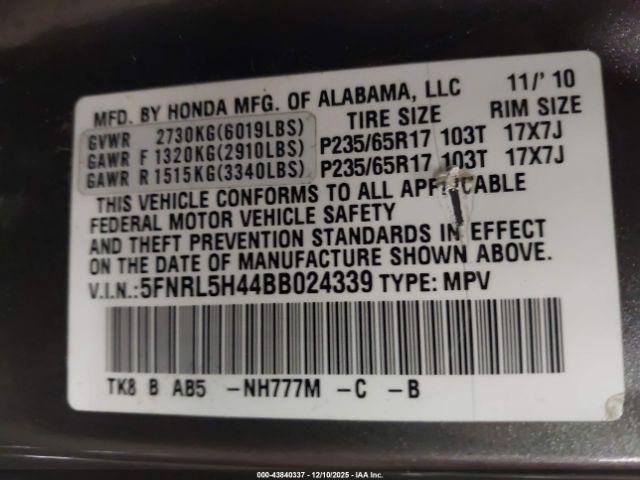 MFD. BY HONDA MFG. OF ALABAMA, LLC 11/' 10
TIRE SIZE RIM SIZE
GVWR 2730KG(6019LBS)
GAWR F 1320KG(2910LBS) P235/65R17 103T 17X7J
GAWR R 1515KG(3340LBS) P235/65R17 103T 17X7J
THIS VEHICLE CONFORMS TO ALL APPLICABLE
FEDERAL MOTOR VEHICLE SAFETY
AND THEFT PREVENTION STANDARDS IN EFFECT
ON THE DATE OF MANUFACTURE SHOWN ABOVE.
V.I.N.: 5FNRL5H44BB024339 TYPE: MPV
TK8 B AB5 -NH777M -C -B
000-43840337 - 12/10/2025 - IAA Inc.